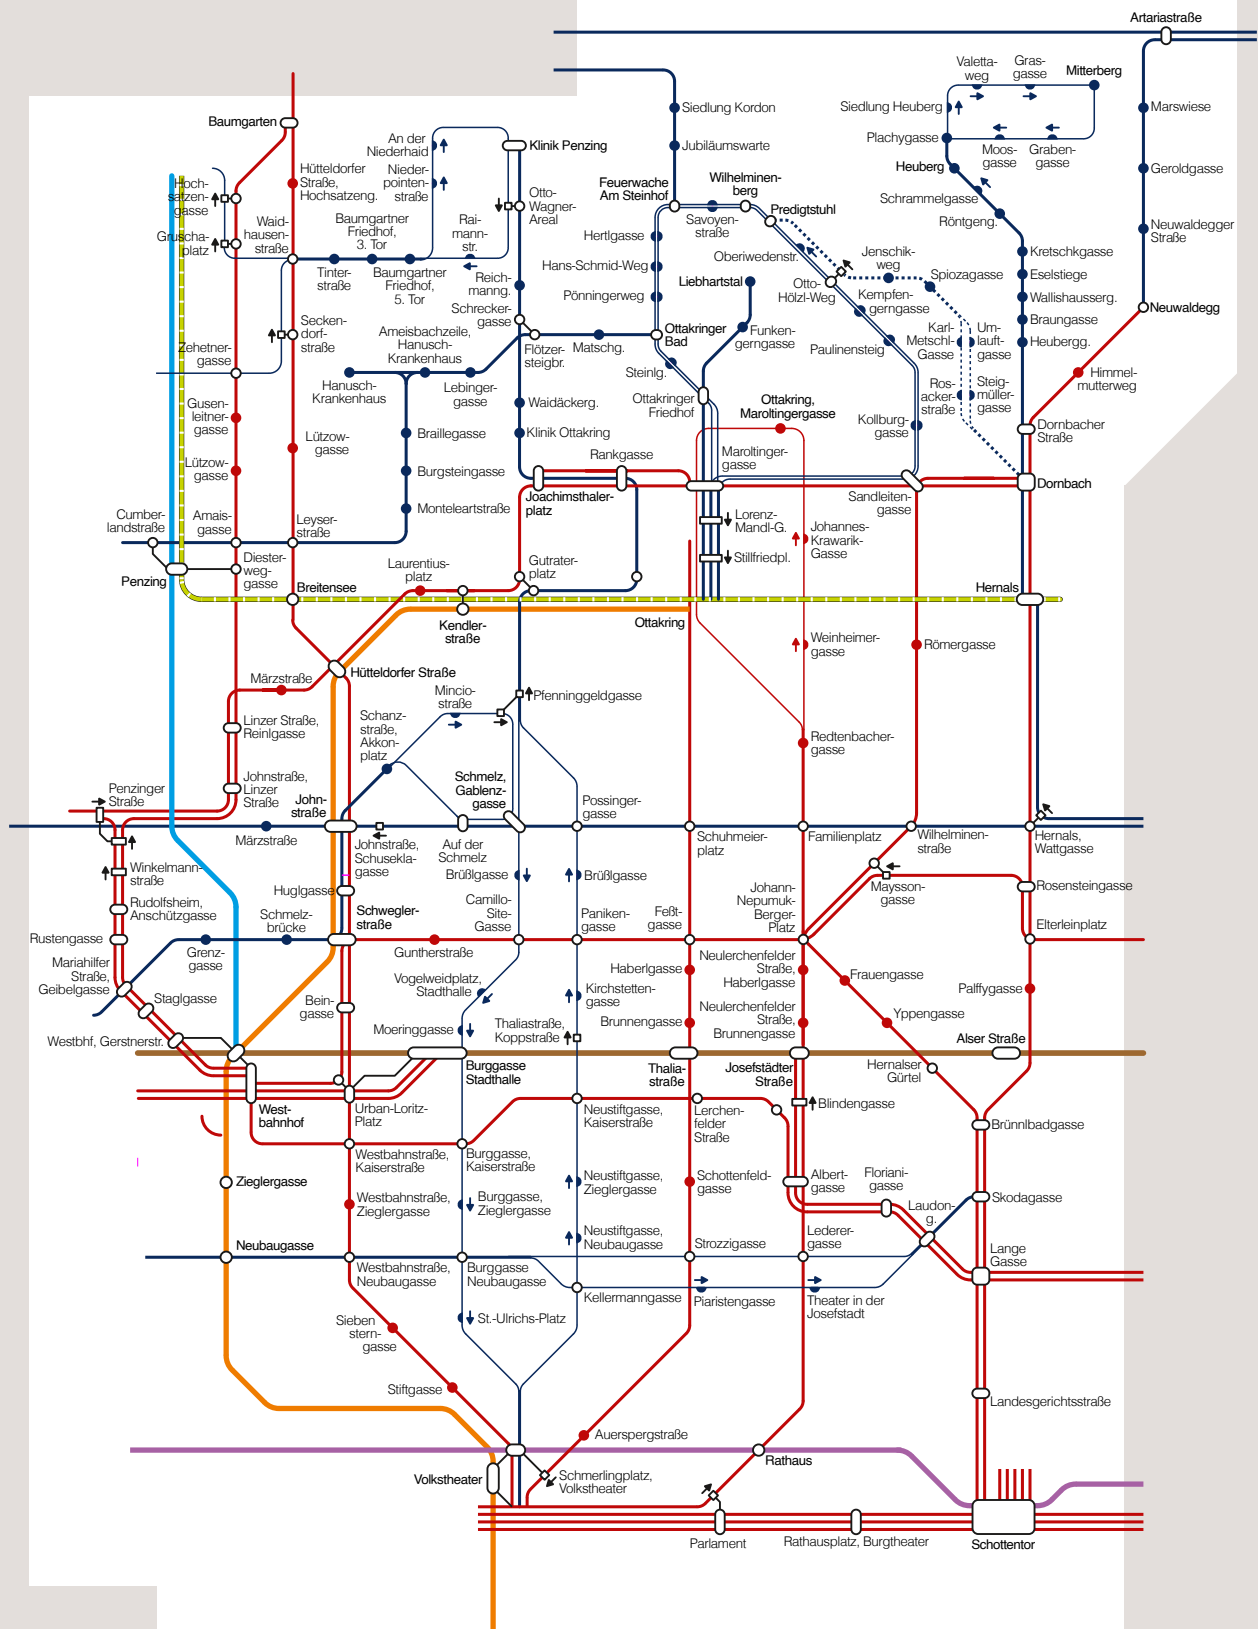 Artariastraße
Valetta-
weg
Gras-
gasse
Mitterberg
Siedlung Kordon
Siedlung Heuberg
Marswiese
Baumgarten
An der
Niederhaid
Klinik Penzing
Jubiläumswarte
Plachygasse
Moos-
gasse
Graben-
gasse
Hütteldorfer
Straße,
Hochsatzeng.
Nieder-
pointen-
straße
Otto-
Wagner-
Areal
Feuerwache
Am Steinhof
Wilhelminen-
berg
Predigtstuhl
Heuberg
Schrammelgasse
Geroldgasse
Hoch-
satzen-
gasse
Gruscha-
platz
Waid-
hausen-
straße
Baumgartner
Friedhof,
3. Tor
Rai-
mann-
str.
Savoyen-
straße
Röntgeng.
Neuwaldegger
Straße
Hertlgasse
Oberwiedenstr.
Jenschik-
weg
Kretschkgasse
Tinter-
straße
Baumgartner
Friedhof,
5. Tor
Reich-
manng.
Hans-Schmid-Weg
Liebhartstal
Otto-
Hölzl-Weg
Spiozagasse
Eselstiege
Pönningerweg
Kempfen-
gerngasse
Wallishausserg.
Neuwaldegg
Secken-
dorf-
straße
Schrecker-
gasse
Ameisbachzeile,
Hanusch-
Krankenhaus
Flötzer-
steigbr.
Matschg.
Ottakringer
Bad
Funken-
gerngasse
Paulinensteig
Karl-
Metschl-
Gasse
Um-
lauft-
gasse
Braungasse
Heubergg.
Zehetner-
gasse
Hanusch-
Krankenhaus
Lebinger-
gasse
Steinlg.
Ros-
acker-
straße
Steig-
müller-
gasse
Himmel-
mutterweg
Gusen-
leitner-
gasse
Waidäckerg.
Ottakringer
Friedhof
Ottakring,
Maroltingergasse
Kollburg-
gasse
Dornbacher
Straße
Lützow-
gasse
Braillegasse
Klinik Ottakring
Rankgasse
Maroltinger-
gasse
Lützow-
gasse
Burgsteingasse
Joachimsthaler-
platz
Sandleiten-
gasse
Dornbach
Cumber-
landstraße
Amais-
gasse
Leyser-
straße
Monteleartstraße
Lorenz-
Mandl-G.
Johannes-
Krawarik-
Gasse
Penzing
Diester-
weg-
gasse
Breitensee
Laurentius-
platz
Gutrater-
platz
Stillfriedpl.
Hernals
Kendler-
straße
Ottakring
Weinheimer-
gasse
Römergasse
Hütteldorfer Straße
Märzstraße
Mincio-
straße
Pfenninggeldgasse
Linzer Straße,
Reinlgasse
Schanz-
straße,
Akkon-
platz
Redtenbacher-
gasse
Penzinger
Straße
Johnstraße,
Linzer
Straße
John-
straße
Schmelz,
Gablenz-
gasse
Possinger-
gasse
Märzstraße
Johnstraße,
Schusekla-
gasse
Auf der
Schmelz
Schuhmeier-
platz
Familienplatz
Wilhelminen-
straße
Hernals,
Wattgasse
Winkelmann-
straße
Huglgasse
Brüßlgasse
Brüßlgasse
Johann-
Nepumuk-
Berger-
Platz
Mayssen-
gasse
Rosensteingasse
Rudolfsheim,
Anschützgasse
Schmelz-
brücke
Schwegler-
straße
Camillo-
Site-
Gasse
Paniken-
gasse
Feßt-
gasse
Elterleinplatz
Rustengasse
Grenz-
gasse
Guntherstraße
Mariahilfer
Straße,
Geibelgasse
Staglgasse
Bein-
gasse
Vogelweidplatz,
Stadthalle
Kirchstetten-
gasse
Haberlgasse
Neulerchenfelder
Straße,
Haberlgasse
Frauengasse
Palffygasse
Westbhf, Gerstnerstr.
Moeringgasse
Thaliastraße,
Koppstraße
Brunnengasse
Neulerchenfelder
Straße,
Brunnengasse
Yppengasse
Alser Straße
Burggasse
Stadthalle
Thalia-
straße
Josefstädter
Straße
Hernalser
Gürtel
West-
bahnhof
Urban-Loritz-
Platz
Neustiftgasse,
Kaiserstraße
Lerchen-
felder
Straße
Blindengasse
Brünnlbadgasse
Westbahnstraße,
Kaiserstraße
Burggasse,
Kaiserstraße
Zieglergasse
Westbahnstraße,
Zieglergasse
Burggasse,
Zieglergasse
Neustiftgasse,
Zieglergasse
Schottenfeld-
gasse
Albert-
gasse
Floriani-
gasse
Laudon-
g.
Skodagasse
Neubaugasse
Neustiftgasse,
Neubaugasse
Strozzigasse
Lederer-
gasse
Lange
Gasse
Westbahnstraße,
Neubaugasse
Burggasse
Neubaugasse
Kellermanngasse
Piaristengasse
Theater in der
Josefstadt
Sieben
stern-
gasse
St.-Ulrichs-Platz
Stiftgasse
Landesgerichtsstraße
Auerspergstraße
Rathaus
Volkstheater
Schmerlingplatz,
Volkstheater
Parlament
Rathausplatz, Burgtheater
Schottentor